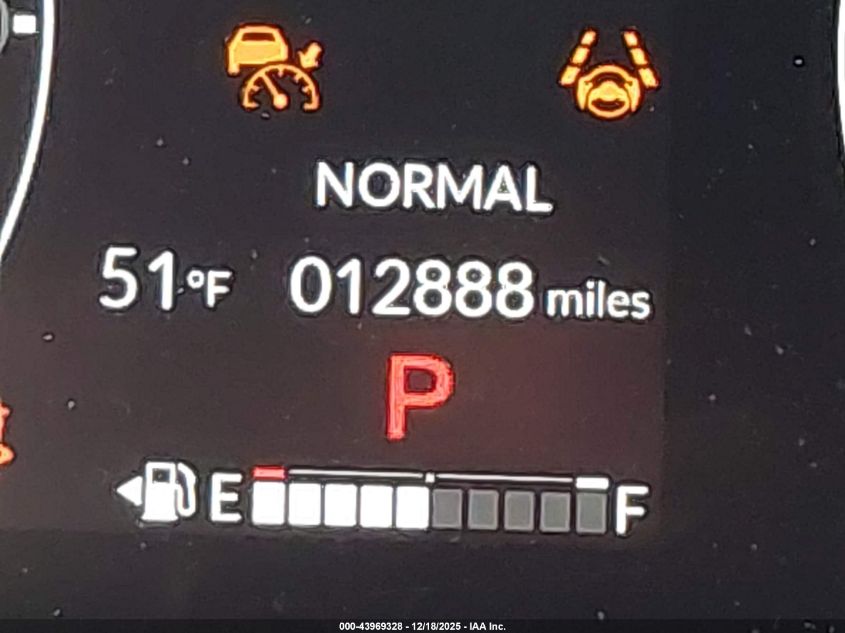 NORMAL
51°F 012888 miles
P
E F
000-43969328 - 12/18/2025 - IAA Inc.